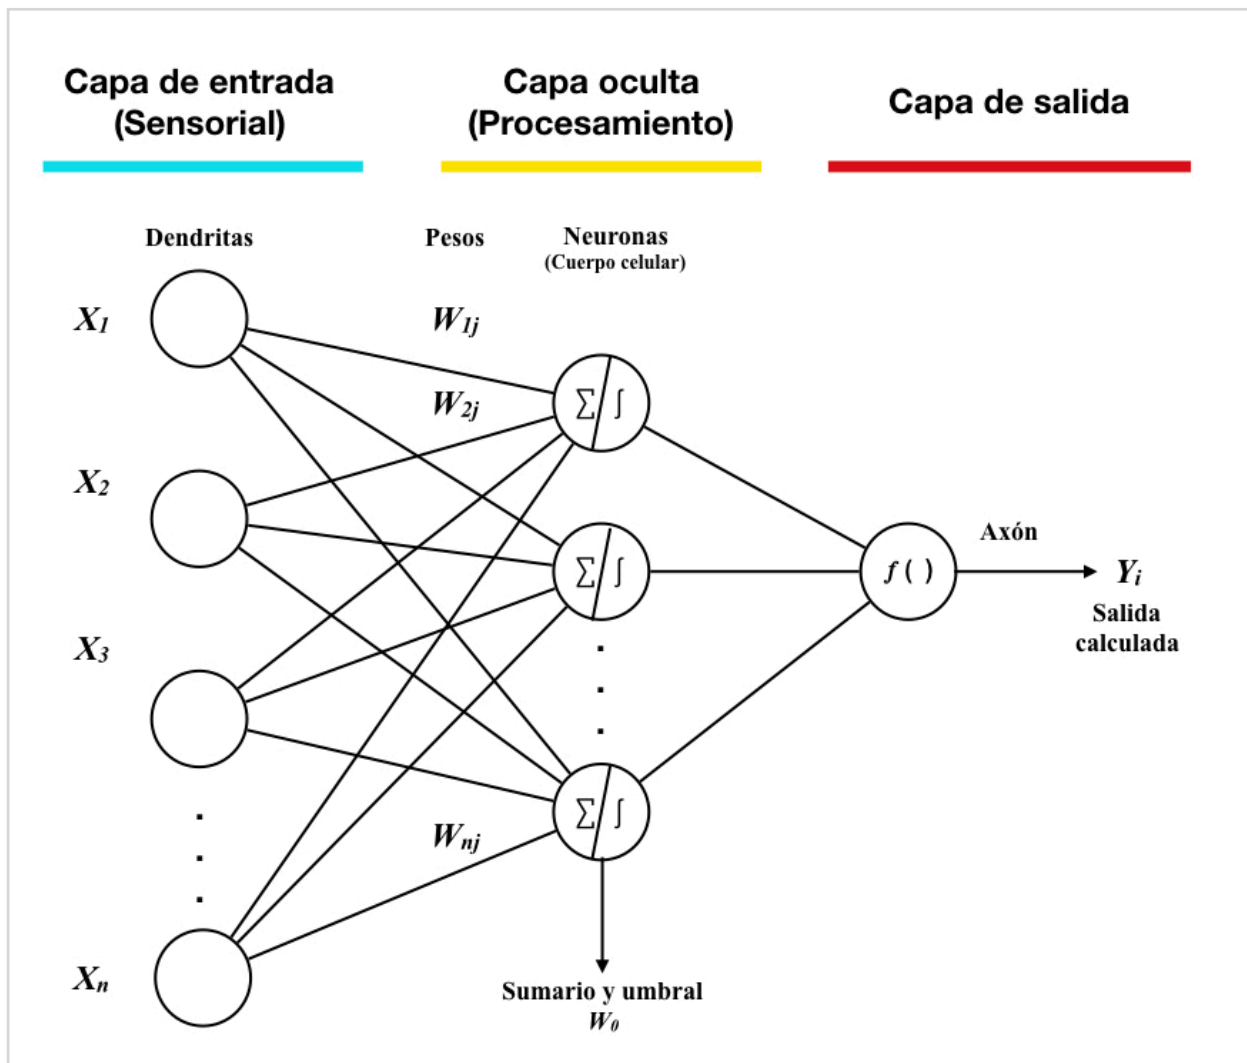 Capa de entrada
(Sensorial)
Capa oculta
(Procesamiento)
Capa de salida
Dendritas
Pesos
Neuronas
(Cuerpo celular)
X1
W1j
W2j
∑ ∫
X2
∑ ∫
f ( )
Axón
Yi
Salida
calculada
X3
∑ ∫
Wnj
Xn
Sumario y umbral
W0